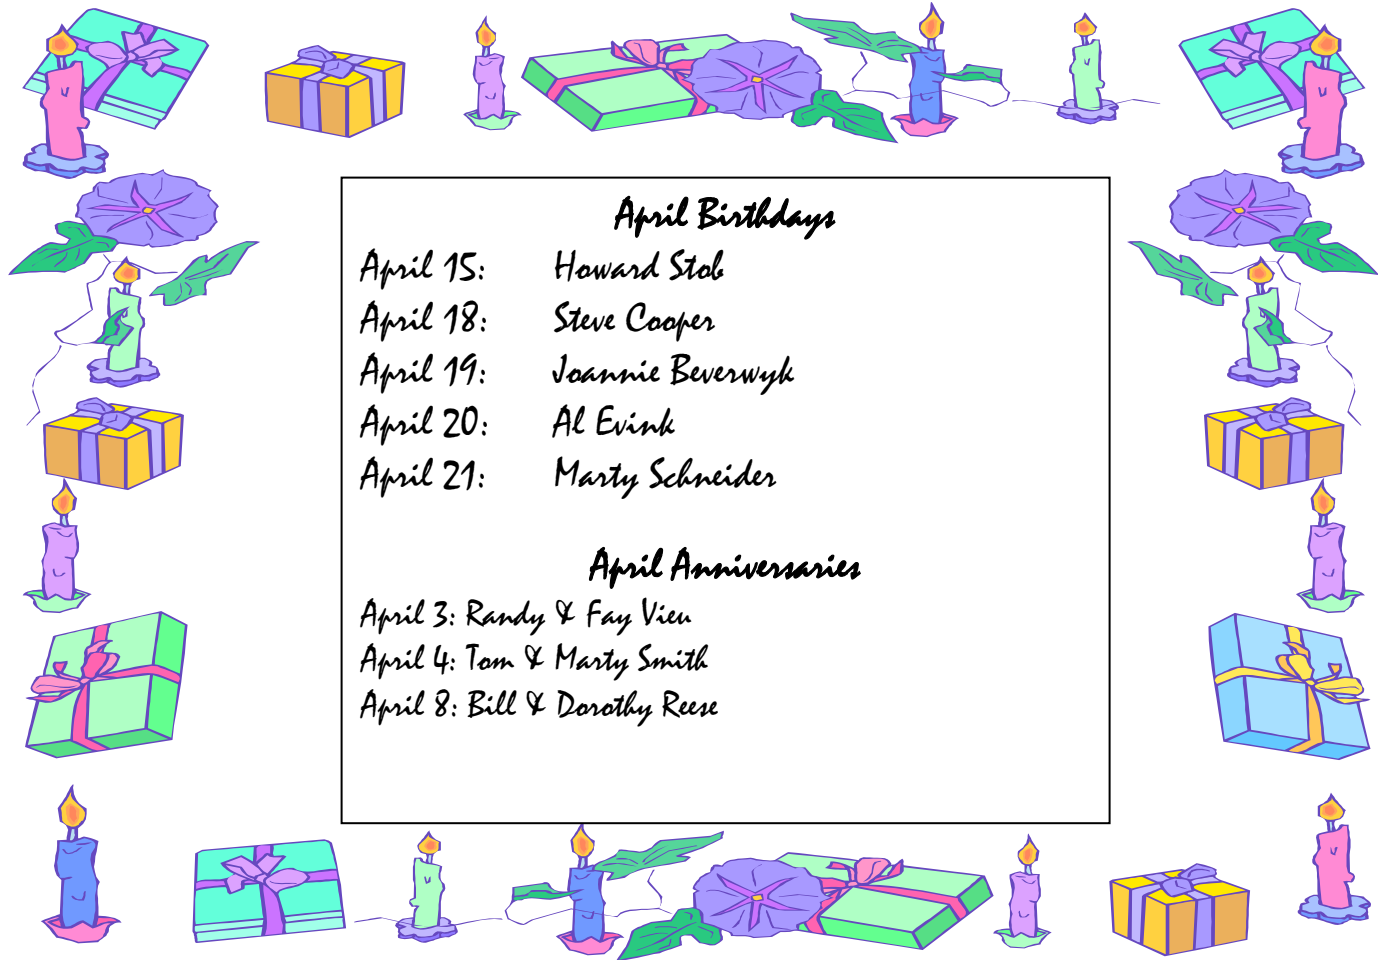 April Birthdays
April 15: Howard Stob
April 18: Steve Cooper
April 19: Joannie Beverwyk
April 20: Al Evink
April 21: Marty Schneider
April Anniversaries
April 3: Randy & Fay Vieu
April 4: Tom & Marty Smith
April 8: Bill & Dorothy Reese